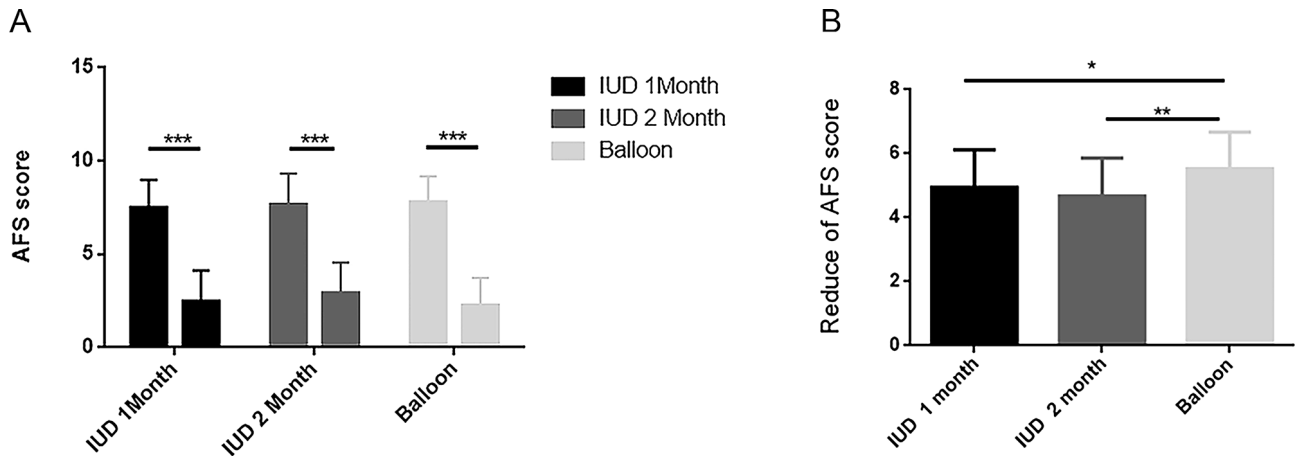 A
AFS score
15
10
5
0
***
***
***
IUD 1Month
IUD 2 Month
Balloon
IUD 1Month
IUD 2 Month
Balloon
B
Reduce of AFS score
8
6
4
2
0
*
**
IUD 1 month
IUD 2 month
Balloon